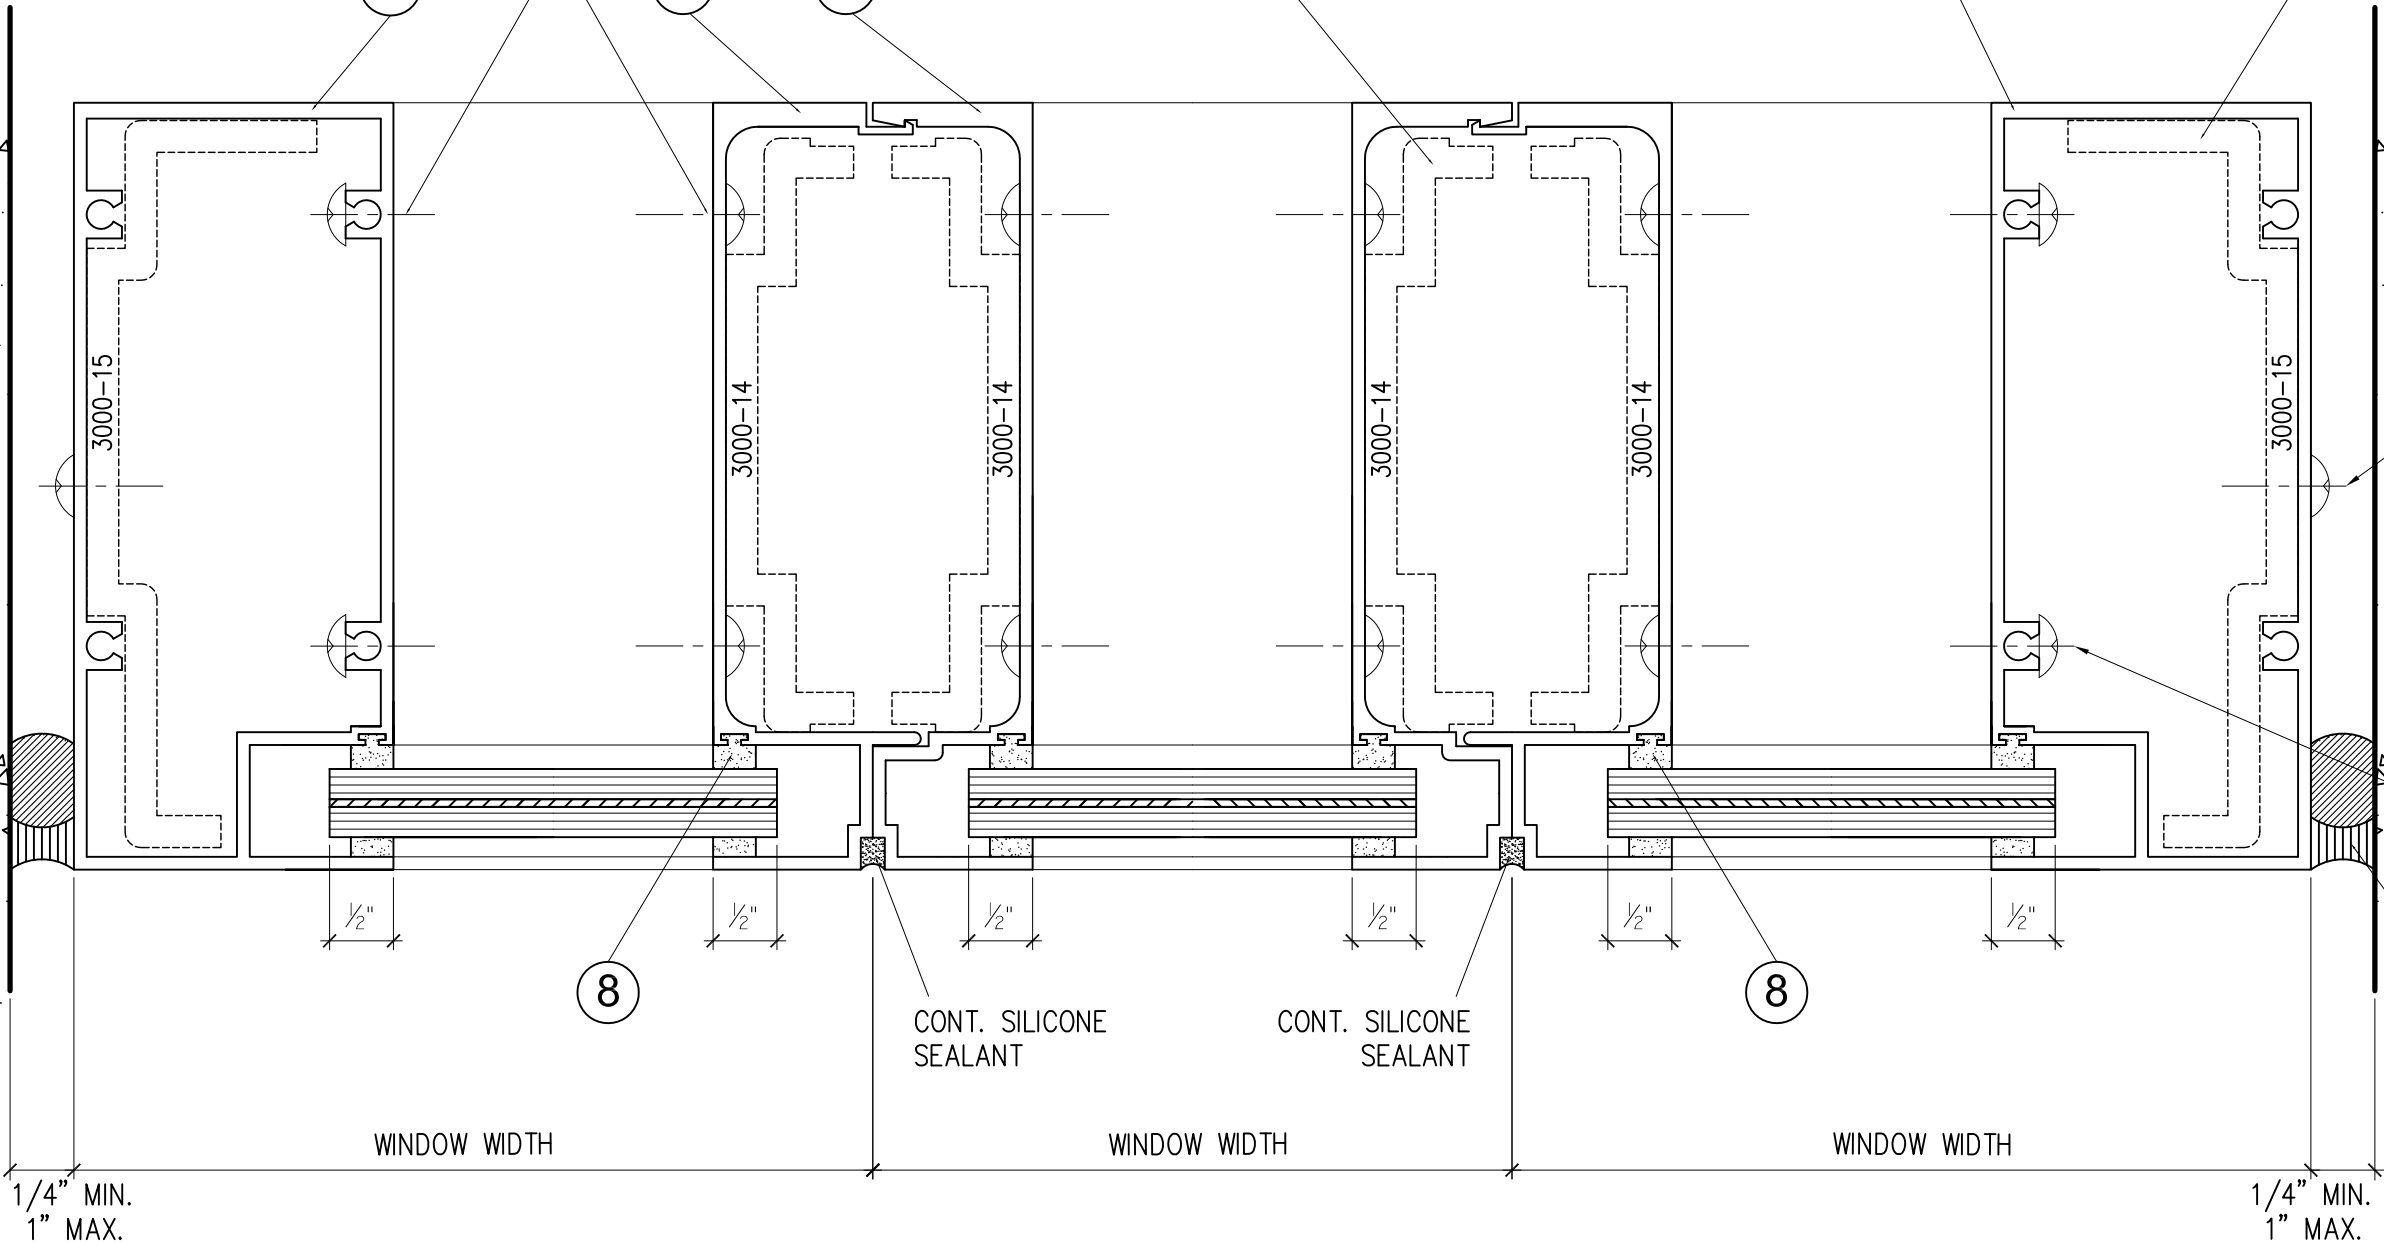 3000-15
3000-14
3000-14
3000-14
3000-14
3000-15
½"
½"
½"
½"
½"
½"
8
8
CONT. SILICONE
SEALANT
CONT. SILICONE
SEALANT
WINDOW WIDTH
WINDOW WIDTH
WINDOW WIDTH
1/4” MIN.
1” MAX.
1/4” MIN.
1” MAX.